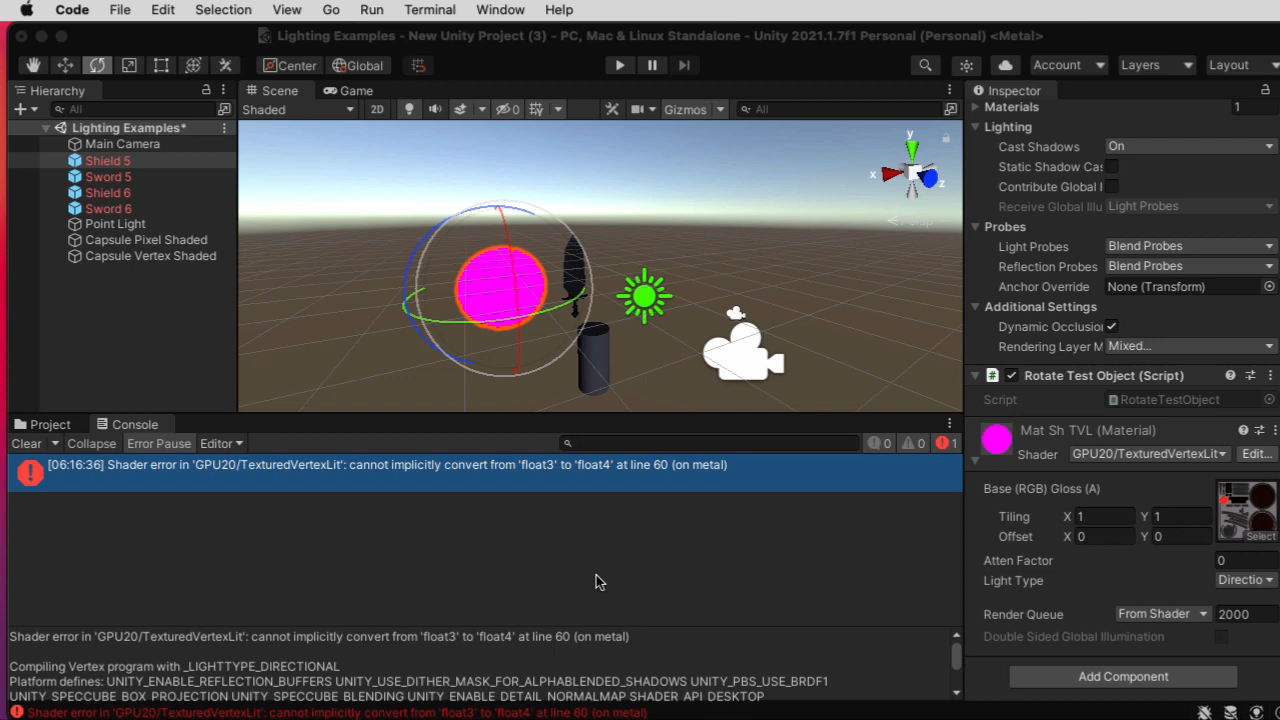 Code File Edit Selection View Go Run Terminal Window Help
Lighting Examples - New Unity Project (3) - PC, Mac & Linux Standalone - Unity 2021.1.7f1 Personal (Personal) <Metal>
Center Global Account Layers Layout
Hierarchy Scene Game Inspector
All Shaded 2D 0 Gizmos All Materials 1
Lighting Examples* Lighting
Main Camera Cast Shadows On
Shield 5 Static Shadow Cas
Sword 5 Contribute Global I
Shield 6 Receive Global Illu Light Probes
Sword 6 Probes
Point Light Light Probes Blend Probes
Capsule Pixel Shaded Reflection Probes Blend Probes
Capsule Vertex Shaded Anchor Override None (Transform)
y
x z
< Persp
Additional Settings
Dynamic Occlusion
Rendering Layer M Mixed...
Rotate Test Object (Script)
Script RotateTestObject
Project Console
Clear Collapse Error Pause Editor 0 0 1
[06:16:36] Shader error in 'GPU20/TexturedVertexLit': cannot implicitly convert from 'float3' to 'float4' at line 60 (on metal)
Mat Sh TVL (Material)
Shader GPU20/TexturedVertexLit Edit...
Base (RGB) Gloss (A)
Tiling X 1 Y 1
Offset X 0 Y 0
Select
Atten Factor 0
Light Type Directio
Render Queue From Shader 2000
Double Sided Global Illumination
Add Component
Shader error in 'GPU20/TexturedVertexLit': cannot implicitly convert from 'float3' to 'float4' at line 60 (on metal)
Compiling Vertex program with _LIGHTTYPE_DIRECTIONAL
Platform defines: UNITY_ENABLE_REFLECTION_BUFFERS UNITY_USE_DITHER_MASK_FOR_ALPHABLENDED_SHADOWS UNITY_PBS_USE_BRDF1
UNITY_SPECCUBE_BOX_PROJECTION UNITY_SPECCUBE_BLENDING UNITY_ENABLE_DETAIL_NORMALMAP SHADER_API_DESKTOP
Shader error in 'GPU20/TexturedVertexLit': cannot implicitly convert from 'float3' to 'float4' at line 60 (on metal)